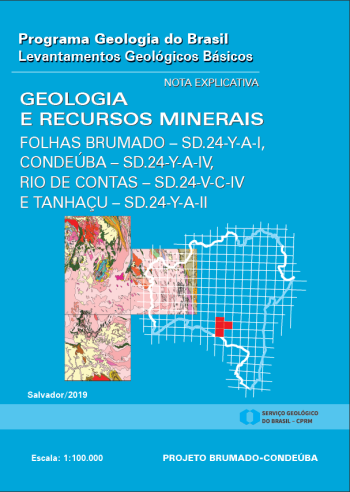 Programa Geologia do Brasil
Levantamentos Geológicos Básicos
NOTA EXPLICATIVA
GEOLOGIA
E RECURSOS MINERAIS
FOLHAS BRUMADO – SD.24-Y-A-I,
CONDEÚBA – SD.24-Y-A-IV,
RIO DE CONTAS – SD.24-V-C-IV
E TANHAÇU – SD.24-Y-A-II
Salvador/2019
SERVIÇO GEOLÓGICO
DO BRASIL – CPRM
Escala: 1:100.000
PROJETO BRUMADO-CONDEÚBA